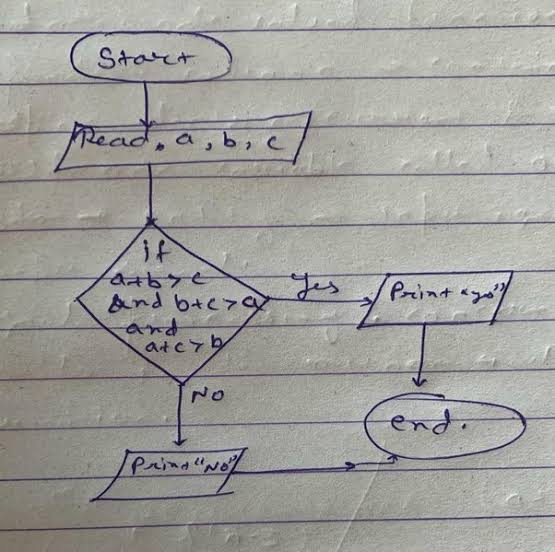 Start
Read, a, b, c
if
a+b>c
and b+c>a
and
a+c>b
Yes
Print "yes"
No
end.
Print "No"